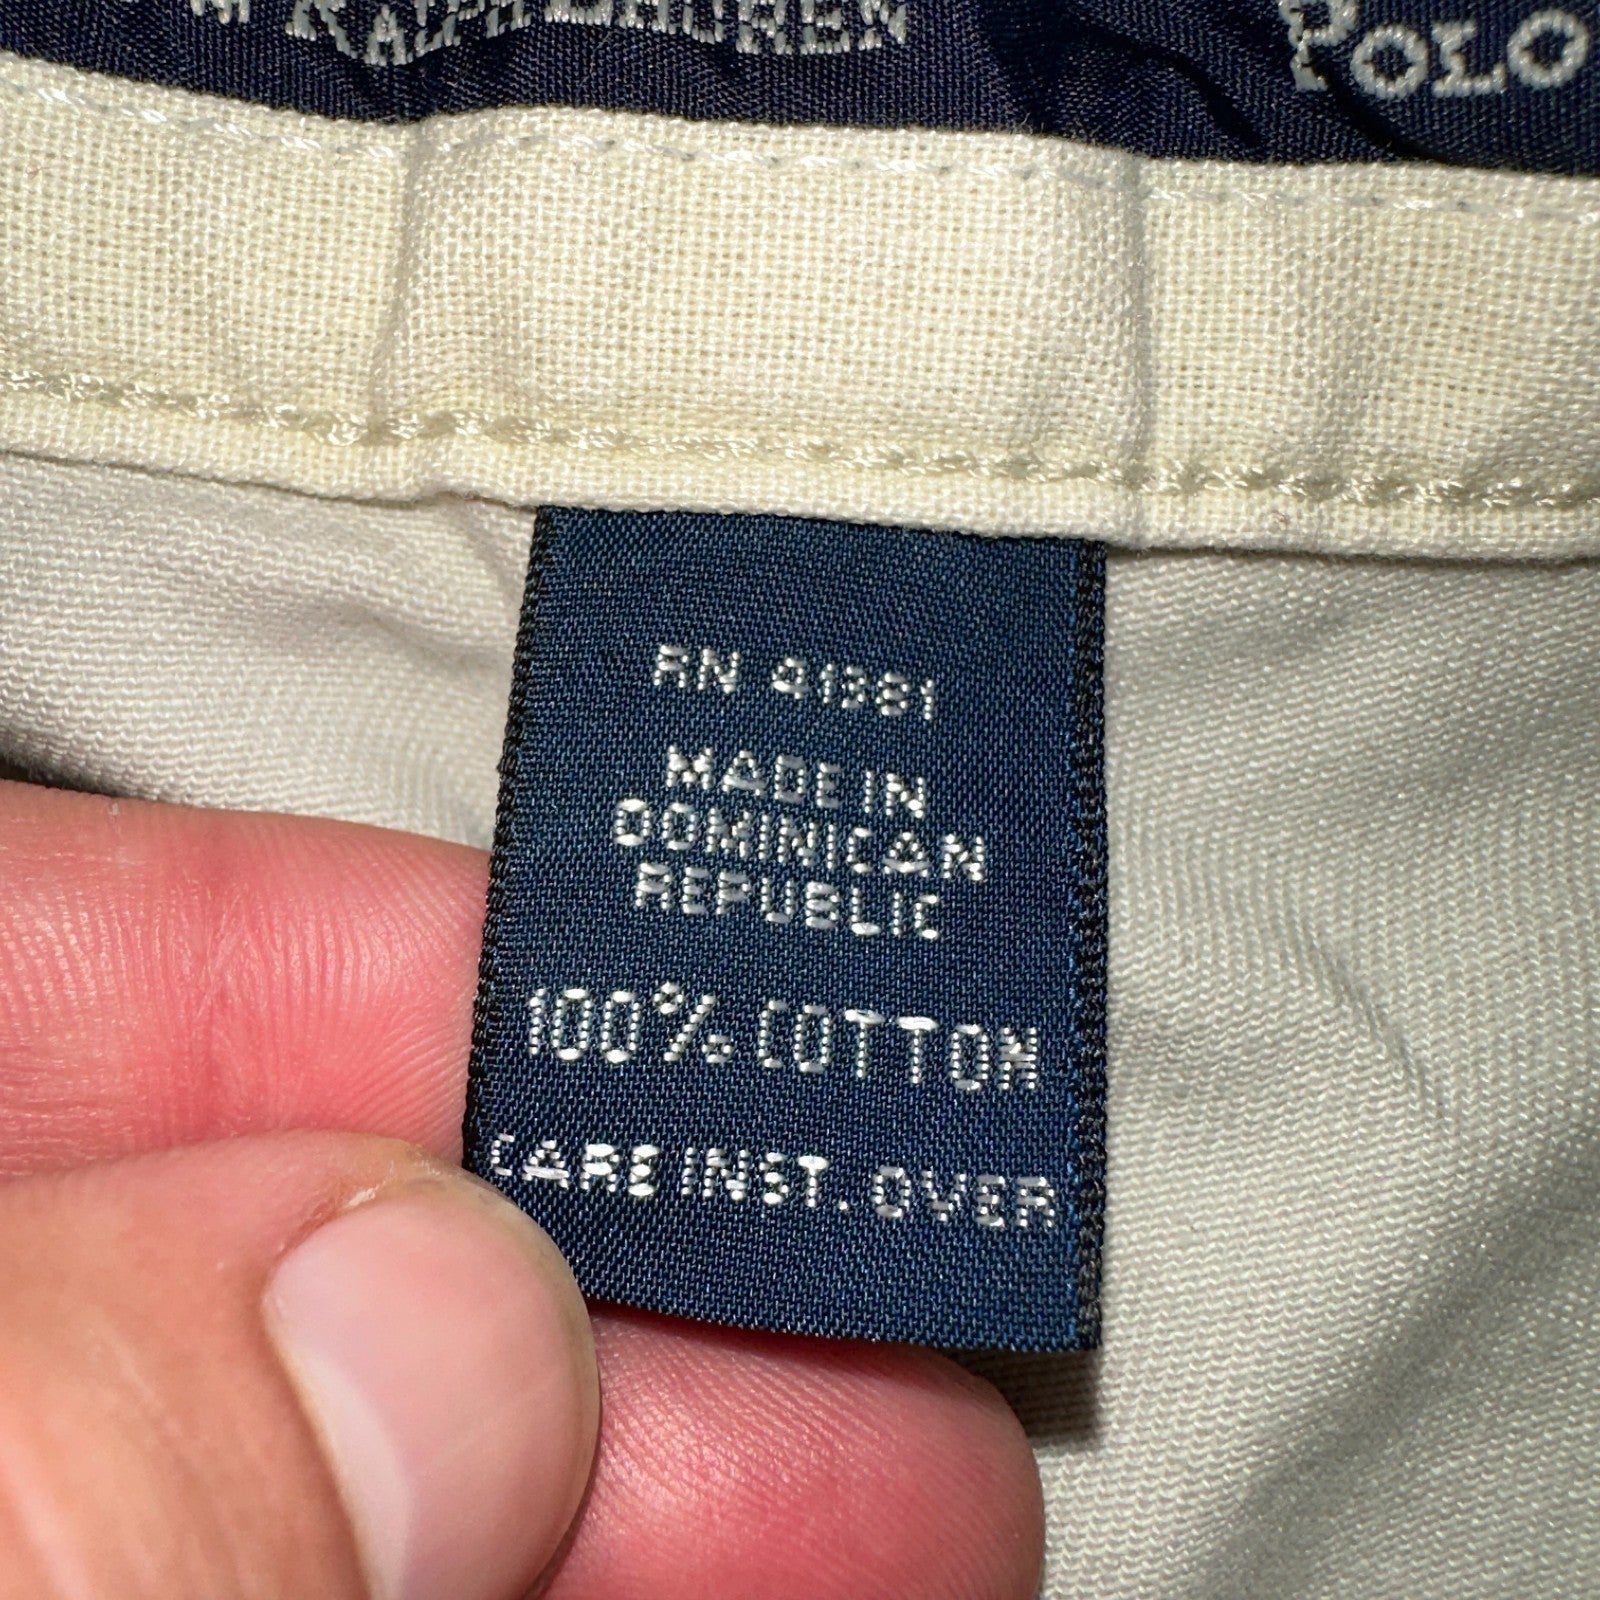 RALPH LAUREN
POLO
RN 41381
MADE IN
DOMINICAN
REPUBLIC
100% COTTON
CARE INST. OVER